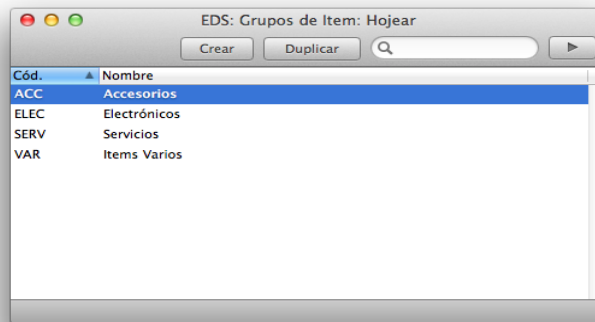 EDS: Grupos de Item: Hojear
Crear Duplicar
Cód. Nombre
ACC Accesorios
ELEC Electrónicos
SERV Servicios
VAR Items Varios